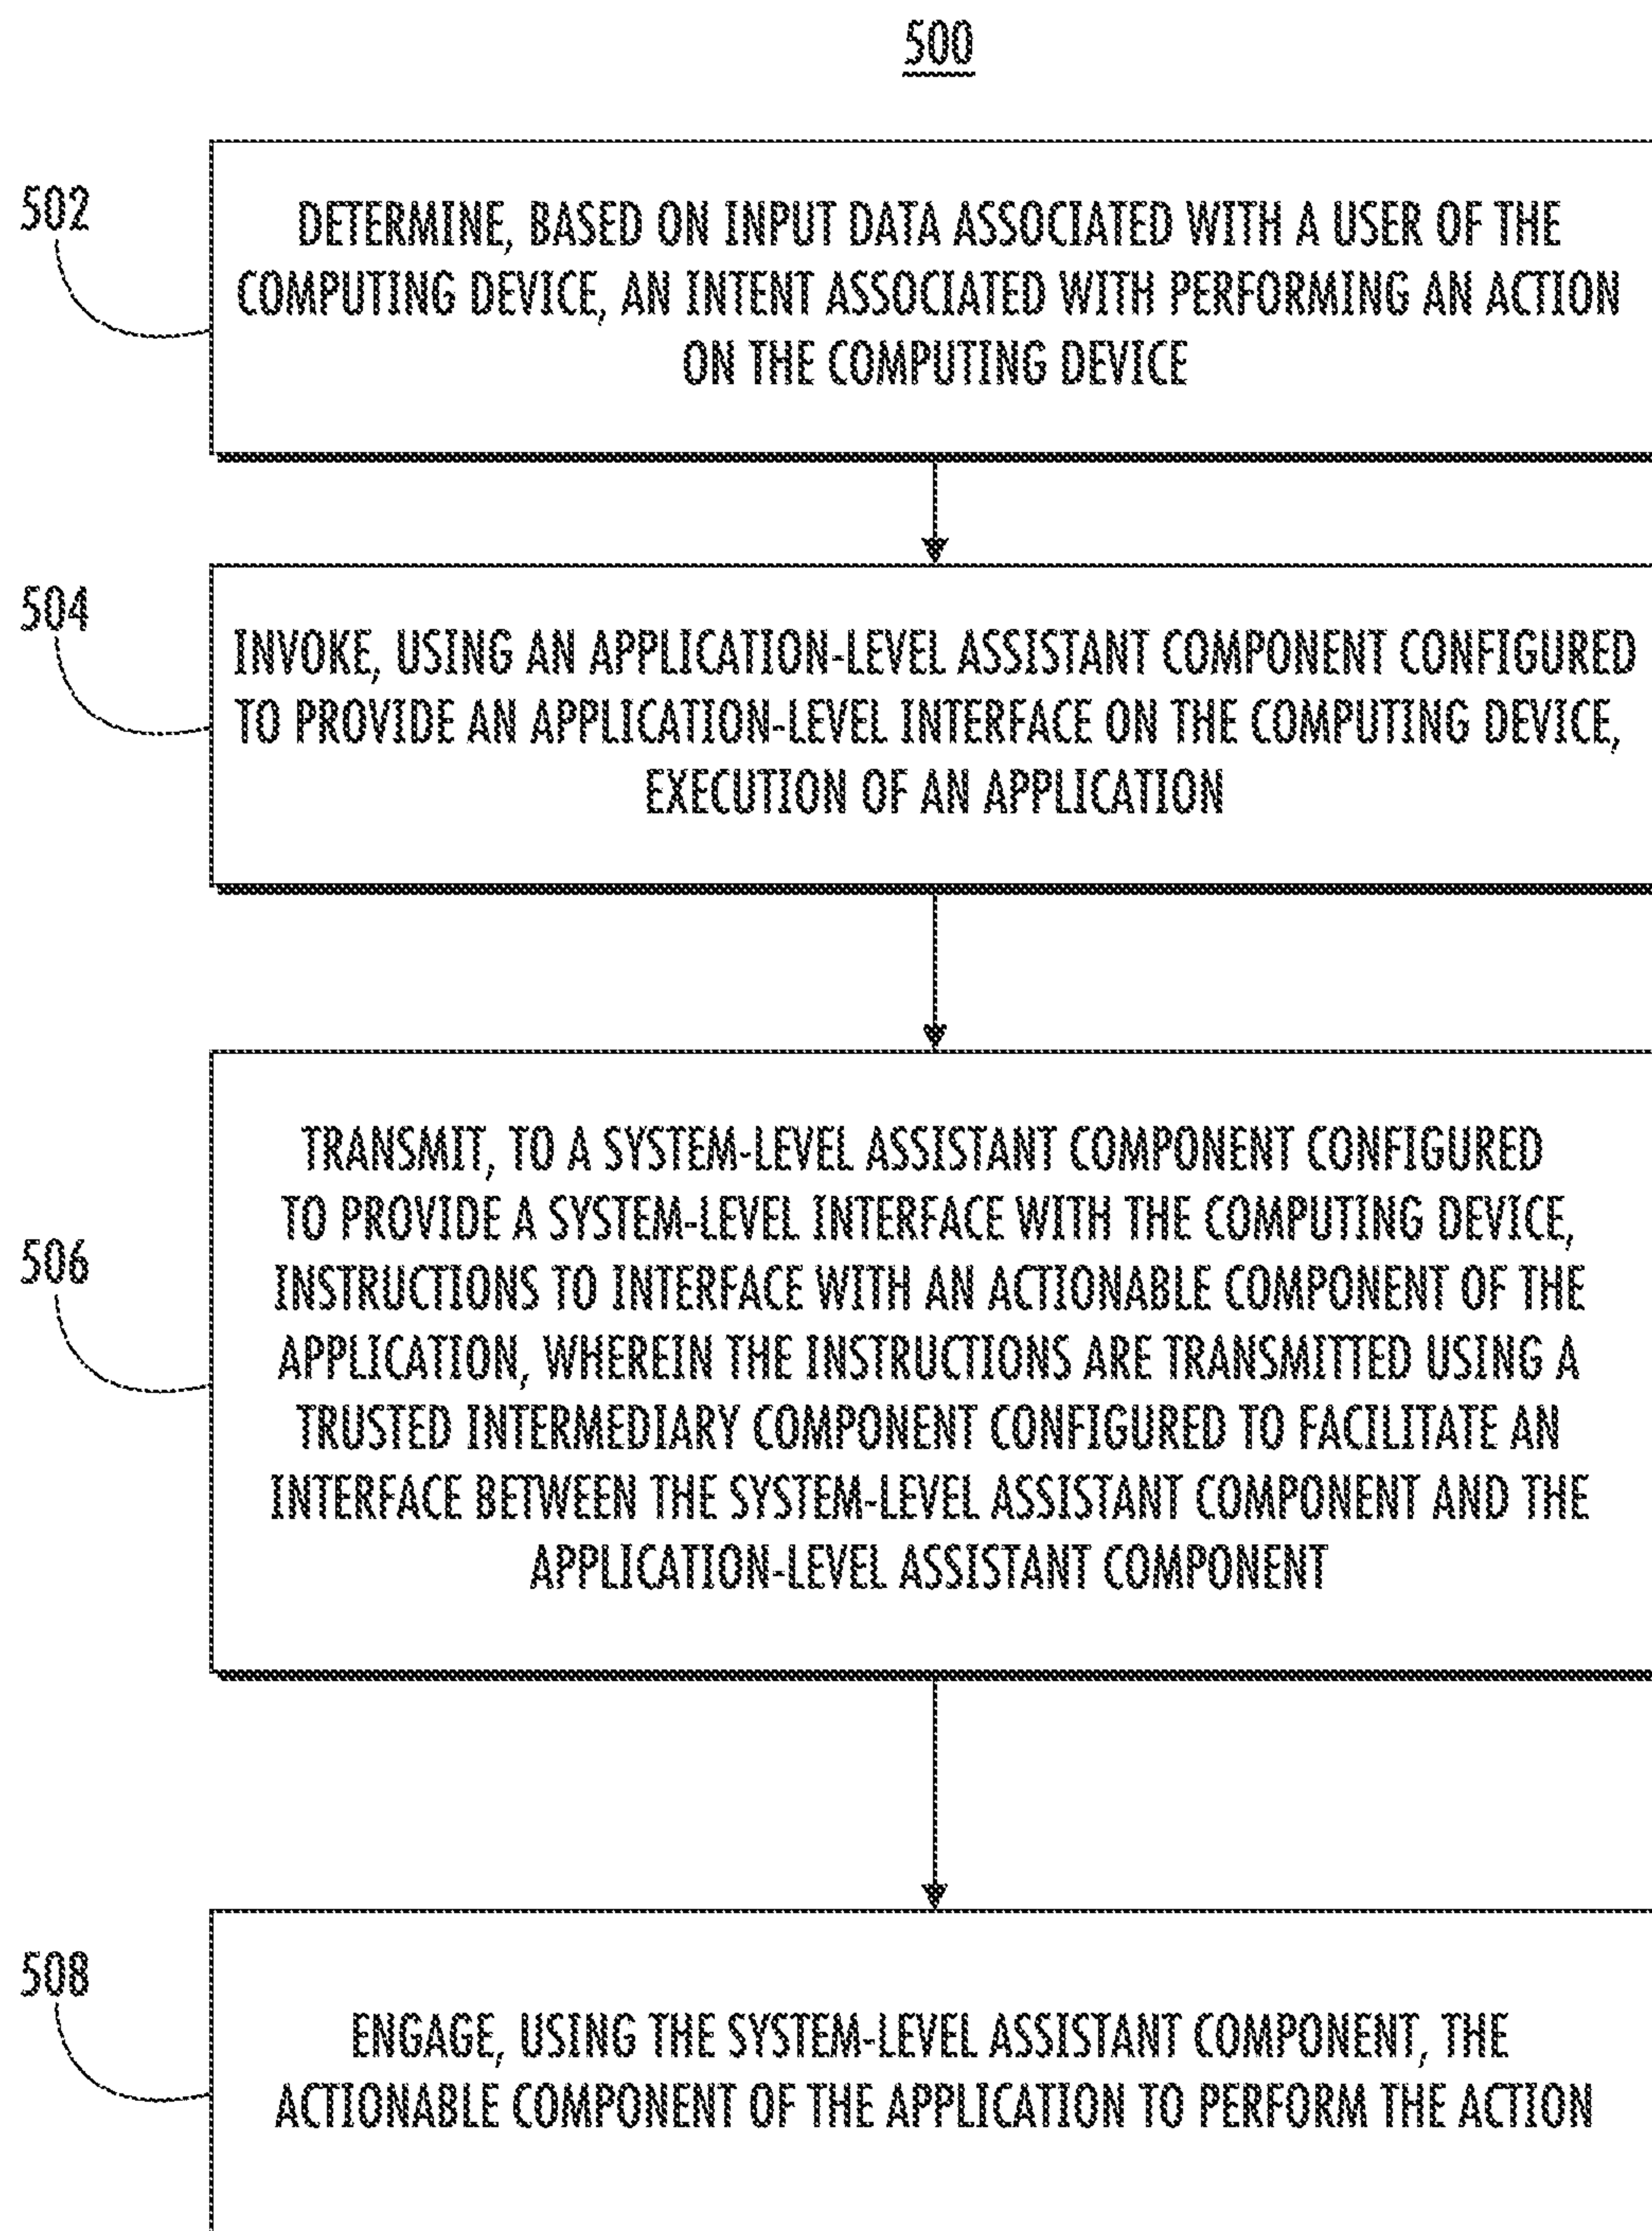 500
502
DETERMINE, BASED ON INPUT DATA ASSOCIATED WITH A USER OF THE
COMPUTING DEVICE, AN INTENT ASSOCIATED WITH PERFORMING AN ACTION
ON THE COMPUTING DEVICE
504
INVOKE, USING AN APPLICATION-LEVEL ASSISTANT COMPONENT CONFIGURED
TO PROVIDE AN APPLICATION-LEVEL INTERFACE ON THE COMPUTING DEVICE,
EXECUTION OF AN APPLICATION
506
TRANSMIT, TO A SYSTEM-LEVEL ASSISTANT COMPONENT CONFIGURED
TO PROVIDE A SYSTEM-LEVEL INTERFACE WITH THE COMPUTING DEVICE,
INSTRUCTIONS TO INTERFACE WITH AN ACTIONABLE COMPONENT OF THE
APPLICATION, WHEREIN THE INSTRUCTIONS ARE TRANSMITTED USING A
TRUSTED INTERMEDIARY COMPONENT CONFIGURED TO FACILITATE AN
INTERFACE BETWEEN THE SYSTEM-LEVEL ASSISTANT COMPONENT AND THE
APPLICATION-LEVEL ASSISTANT COMPONENT
508
ENGAGE, USING THE SYSTEM-LEVEL ASSISTANT COMPONENT, THE
ACTIONABLE COMPONENT OF THE APPLICATION TO PERFORM THE ACTION